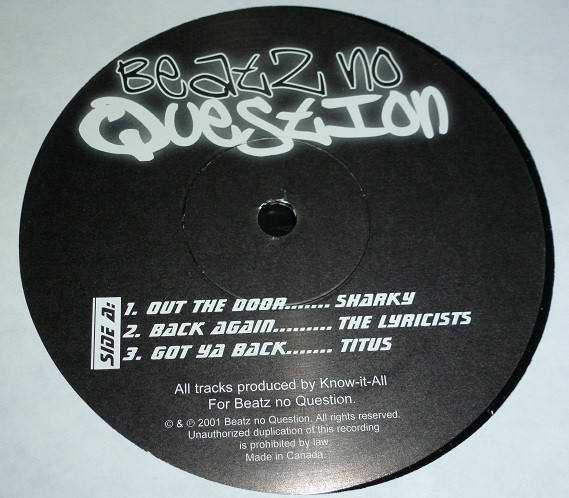 BEATZ NO
QUESTION
SIDE A:
1. OUT THE DOOR....... SHARKY
2. BACK AGAIN......... THE LYRICISTS
3. GOT YA BACK....... TITUS
All tracks produced by Know-it-All
For Beatz no Question.
© & ℗ 2001 Beatz no Question. All rights reserved.
Unauthorized duplication of this recording
is prohibited by law
Made in Canada.